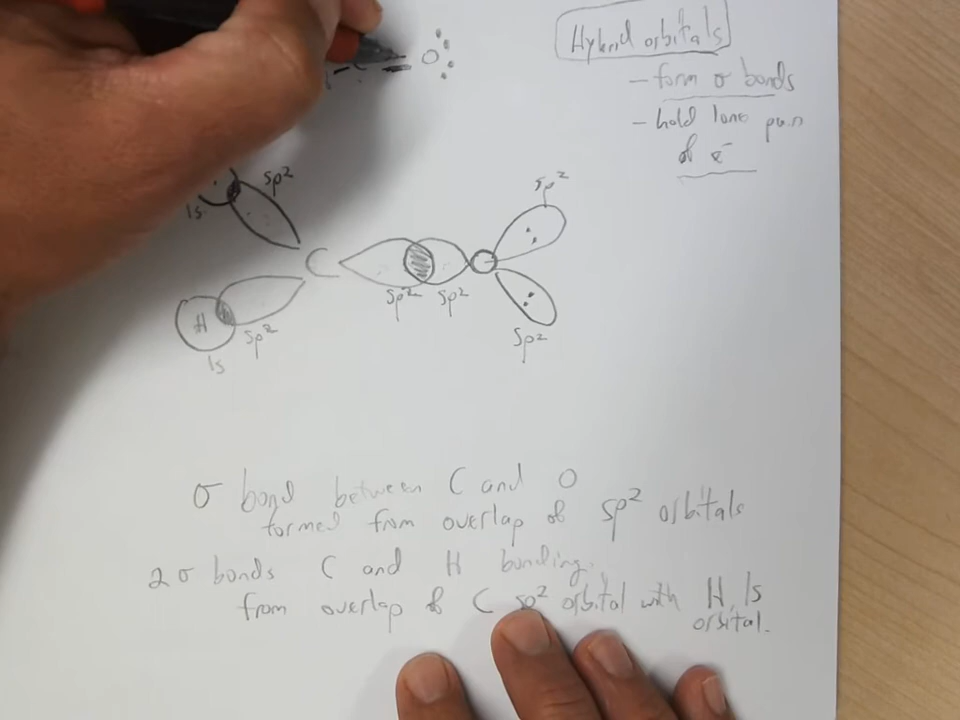 O
Hybrid orbitals
- form σ bonds
- hold lone pair
of e⁻
sp²
1s
sp²
C
sp² sp²
H
sp²
1s
sp²
σ bond between C and O
formed from overlap of sp² orbitals
2σ bonds C and H bonding.
from overlap of C sp² orbital with H 1s
orbital.